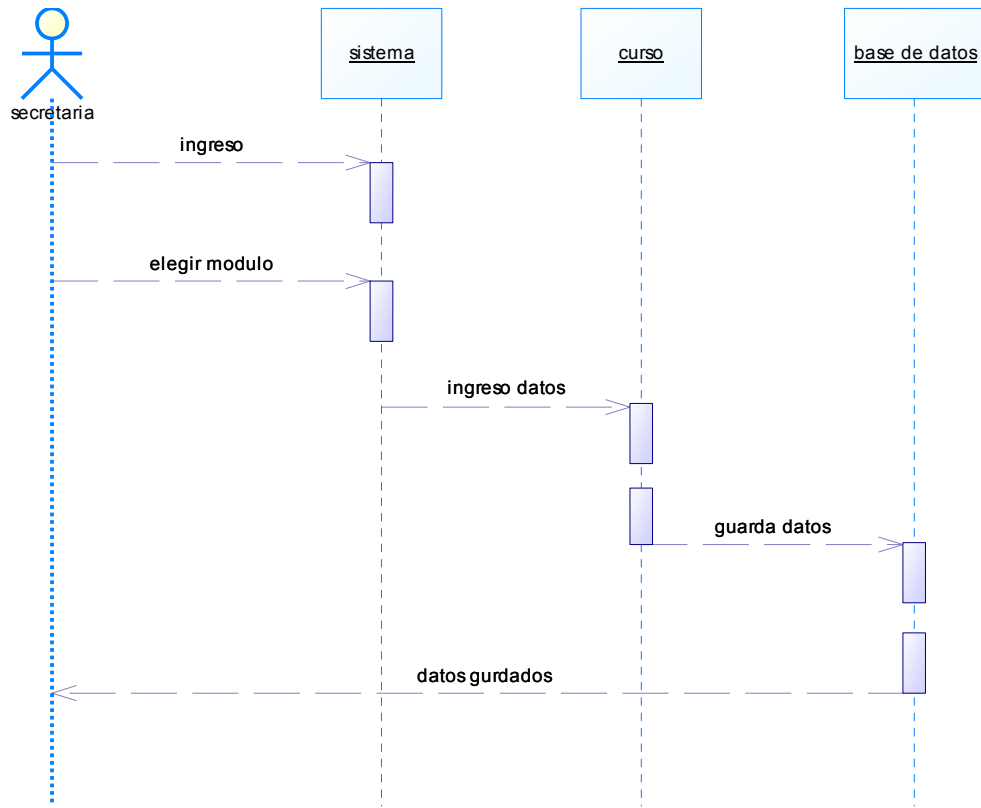 sistema
curso
base de datos
secretaria
ingreso
elegir modulo
ingreso datos
guarda datos
datos gurdados